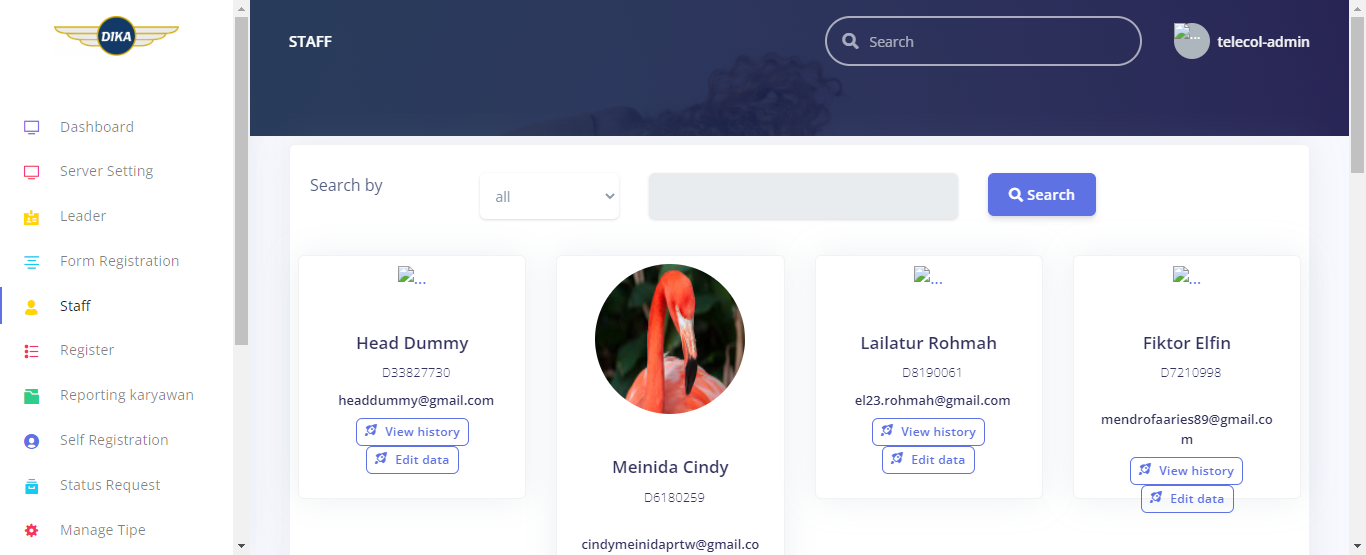 DIKA
Dashboard
Server Setting
Leader
Form Registration
Staff
Register
Reporting karyawan
Self Registration
Status Request
Manage Tipe
STAFF
Search
...
telecol-admin
Search by
all
Search
...
Head Dummy
D33827730
headdummy@gmail.com
View history
Edit data
Meinida Cindy
D6180259
cindymeinidaprtw@gmail.co
...
Lailatur Rohmah
D8190061
el23.rohmah@gmail.com
View history
Edit data
...
Fiktor Elfin
D7210998
mendrofaaries89@gmail.co
m
View history
Edit data